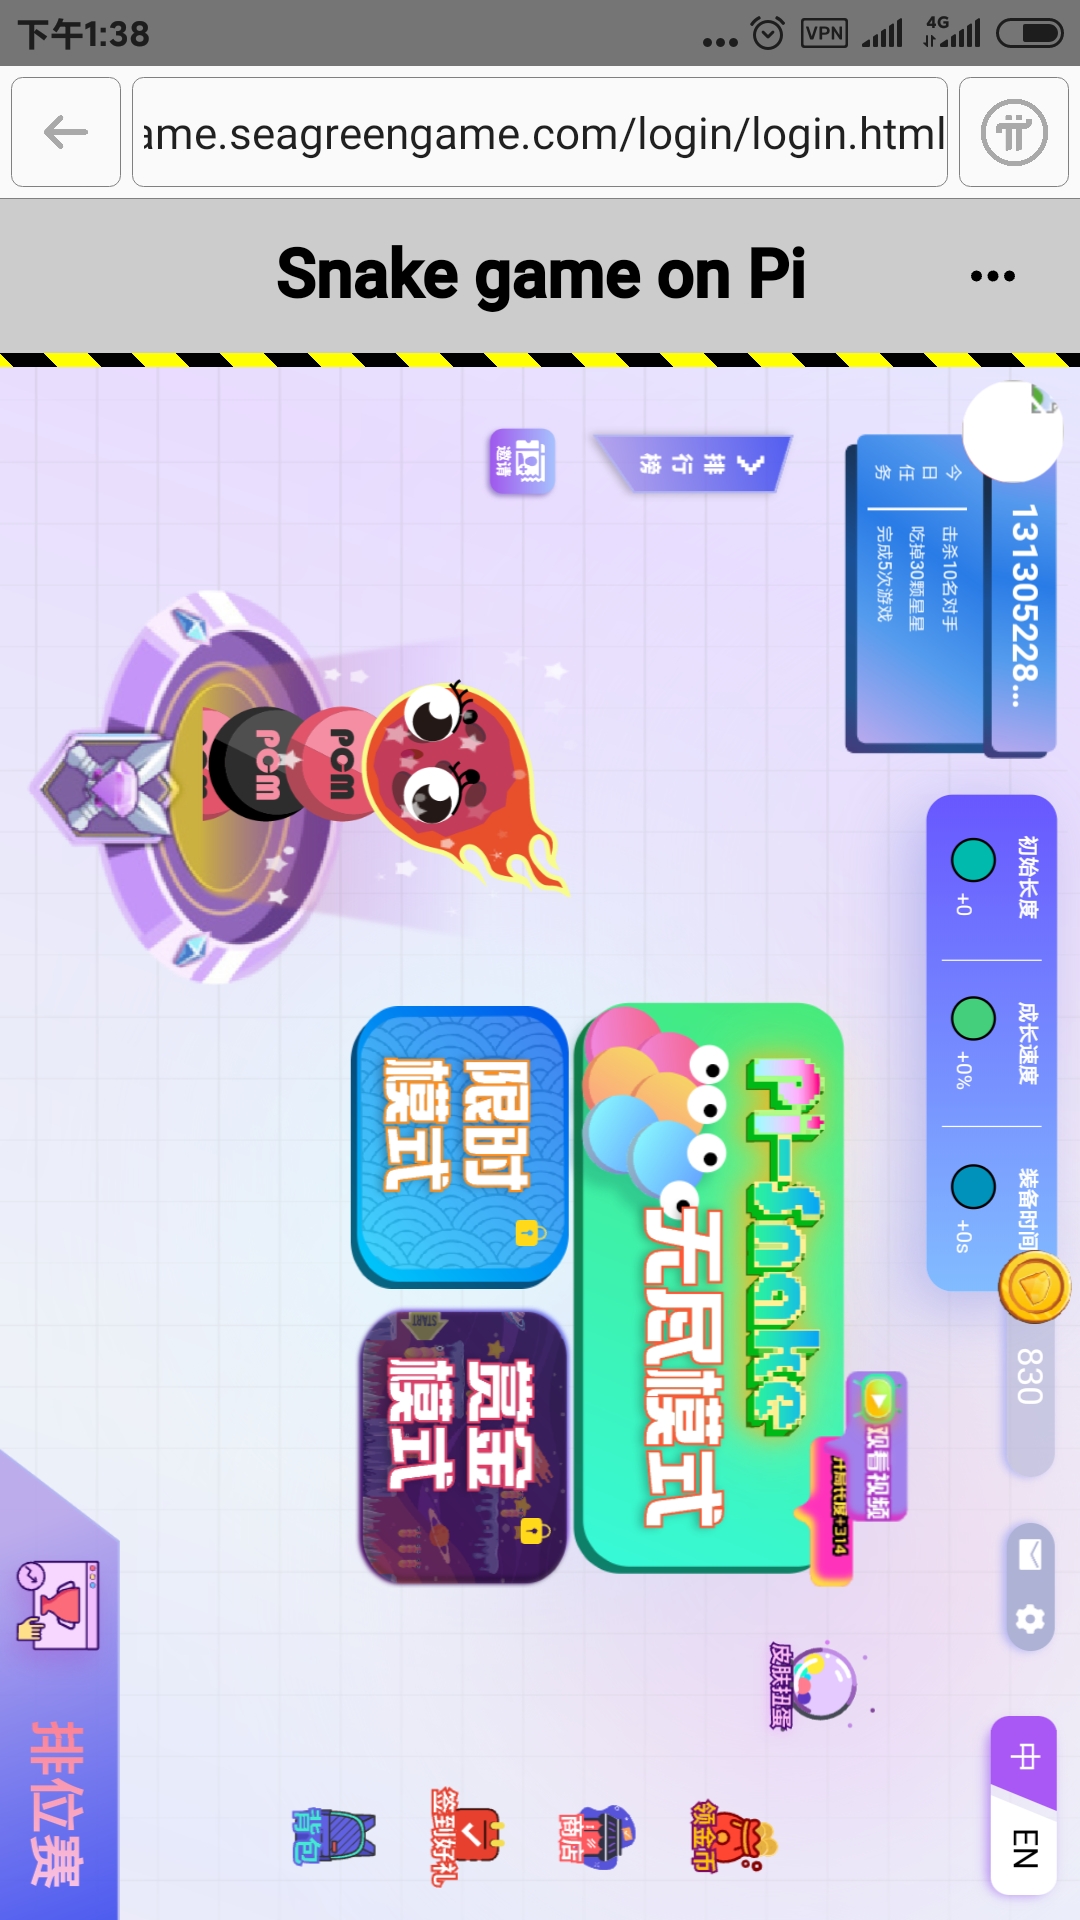 下午1:38
VPN
4G
ame.seagreengame.com/login/login.html
Snake game on Pi
131305228...
今日任务
击杀10名对手
吃掉30颗星星
完成5次游戏
排行榜
邀请
初始长度
+0
成长速度
+0%
装备时间
+0s
830
中
EN
PCM
PCM
Pi-Snake
无尽模式
观看视频
开局长度+314
限时
模式
赏金
模式
START
皮肤扭蛋
领金币
商店
签到好礼
背包
排位赛